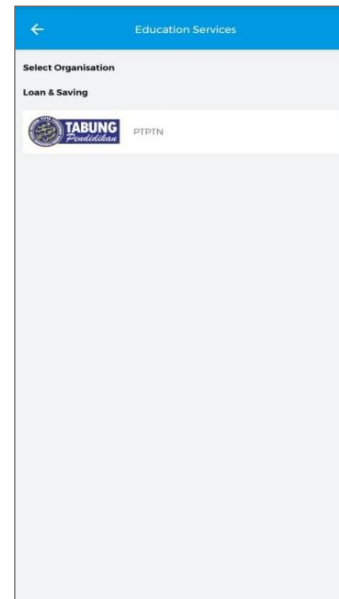 Education Services
Select Organisation
Loan & Saving
TABUNG
Pendidikan
PTPTN